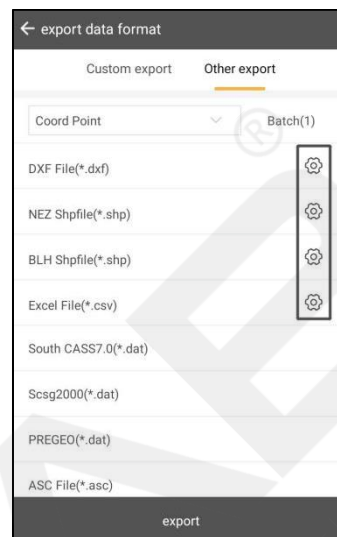 export data format
Custom export Other export
Coord Point Batch(1)
DXF File(*.dxf)
NEZ Shpfile(*.shp)
BLH Shpfile(*.shp)
Excel File(*.csv)
South CASS7.0(*.dat)
Scsg2000(*.dat)
PREGEO(*.dat)
ASC File(*.asc)
export